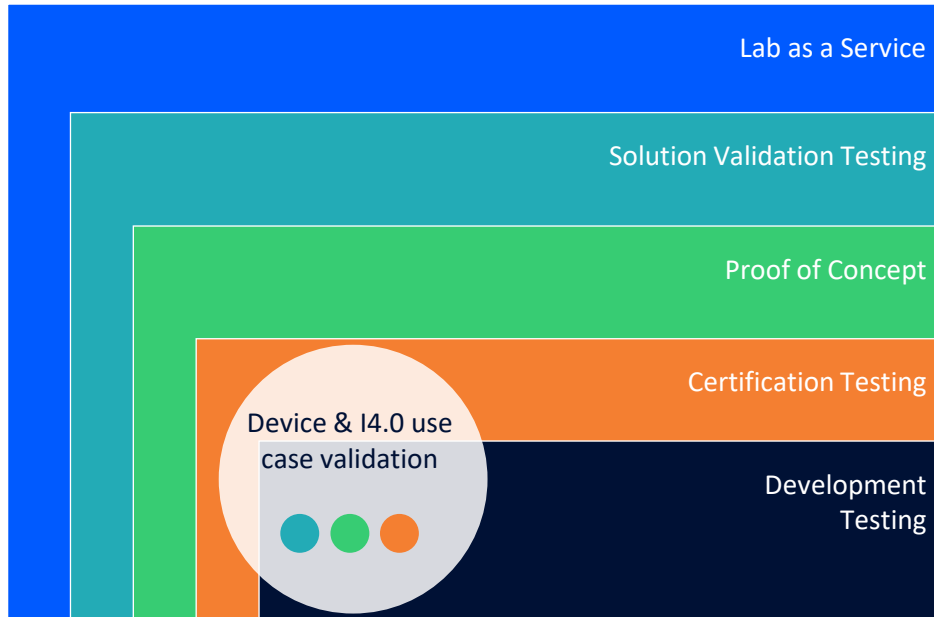 Lab as a Service
Solution Validation Testing
Proof of Concept
Certification Testing
Device & I4.0 use
case validation
Development
Testing